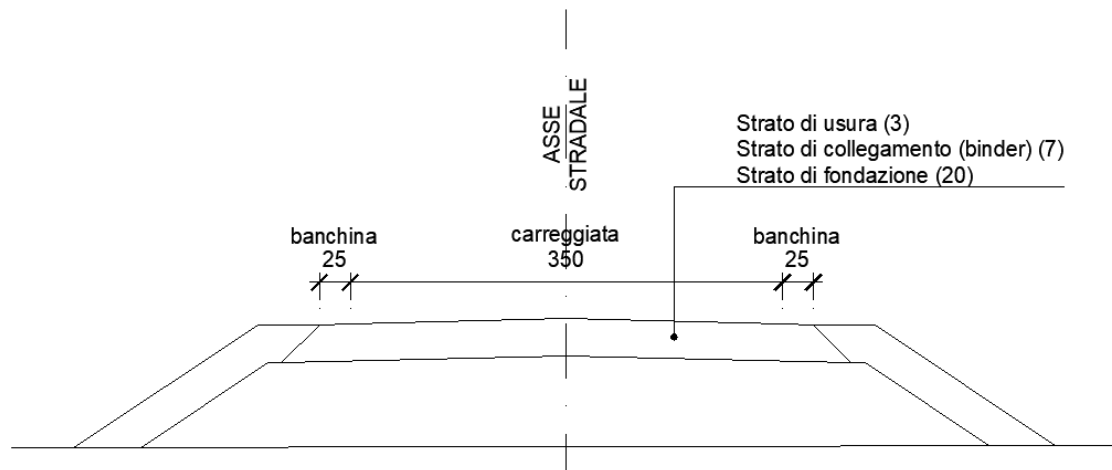 ASSE
STRADALE
Strato di usura (3)
Strato di collegamento (binder) (7)
Strato di fondazione (20)
banchina
25
carreggiata
350
banchina
25